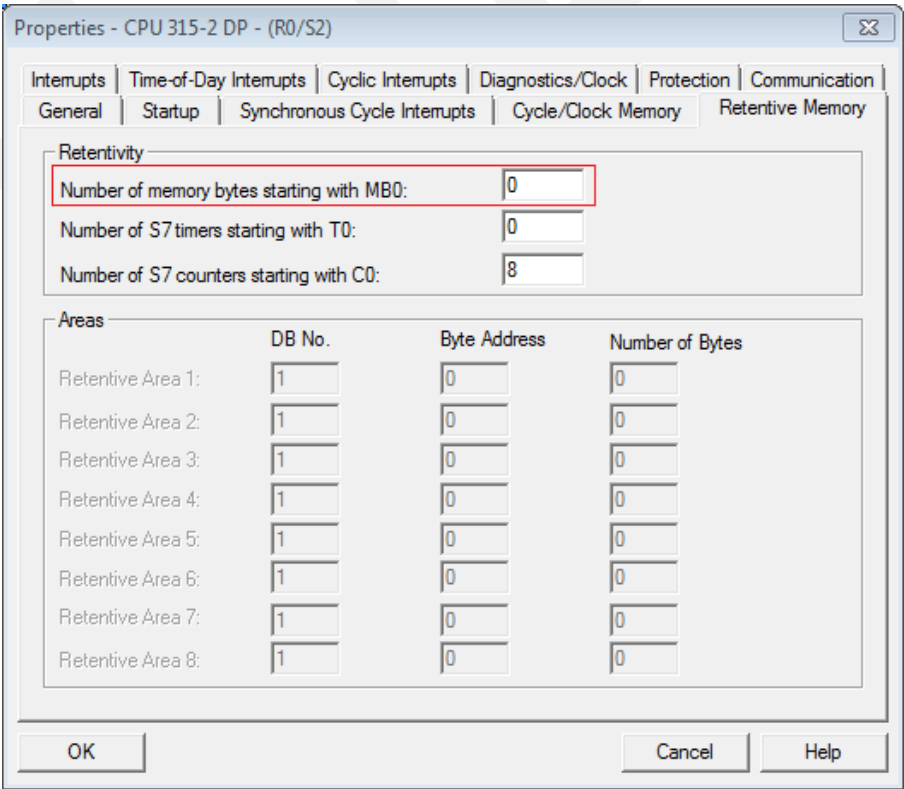 Properties - CPU 315-2 DP - (R0/S2)
Interrupts Time-of-Day Interrupts Cyclic Interrupts Diagnostics/Clock Protection Communication
General Startup Synchronous Cycle Interrupts Cycle/Clock Memory Retentive Memory
Retentivity
Number of memory bytes starting with MB0: 0
Number of S7 timers starting with T0: 0
Number of S7 counters starting with C0: 8
Areas
DB No. Byte Address Number of Bytes
Retentive Area 1: 1 0 0
Retentive Area 2: 1 0 0
Retentive Area 3: 1 0 0
Retentive Area 4: 1 0 0
Retentive Area 5: 1 0 0
Retentive Area 6: 1 0 0
Retentive Area 7: 1 0 0
Retentive Area 8: 1 0 0
OK Cancel Help